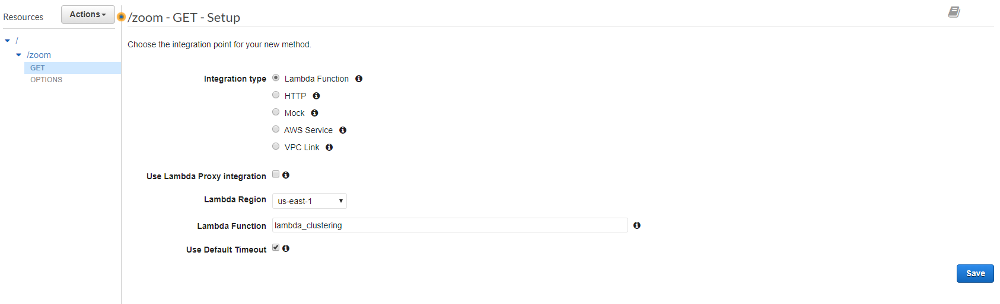 Resources
Actions
/
/zoom
GET
OPTIONS
/zoom - GET - Setup
Choose the integration point for your new method.
Integration type
Lambda Function
HTTP
Mock
AWS Service
VPC Link
Use Lambda Proxy integration
Lambda Region us-east-1
Lambda Function lambda_clustering
Use Default Timeout
Save